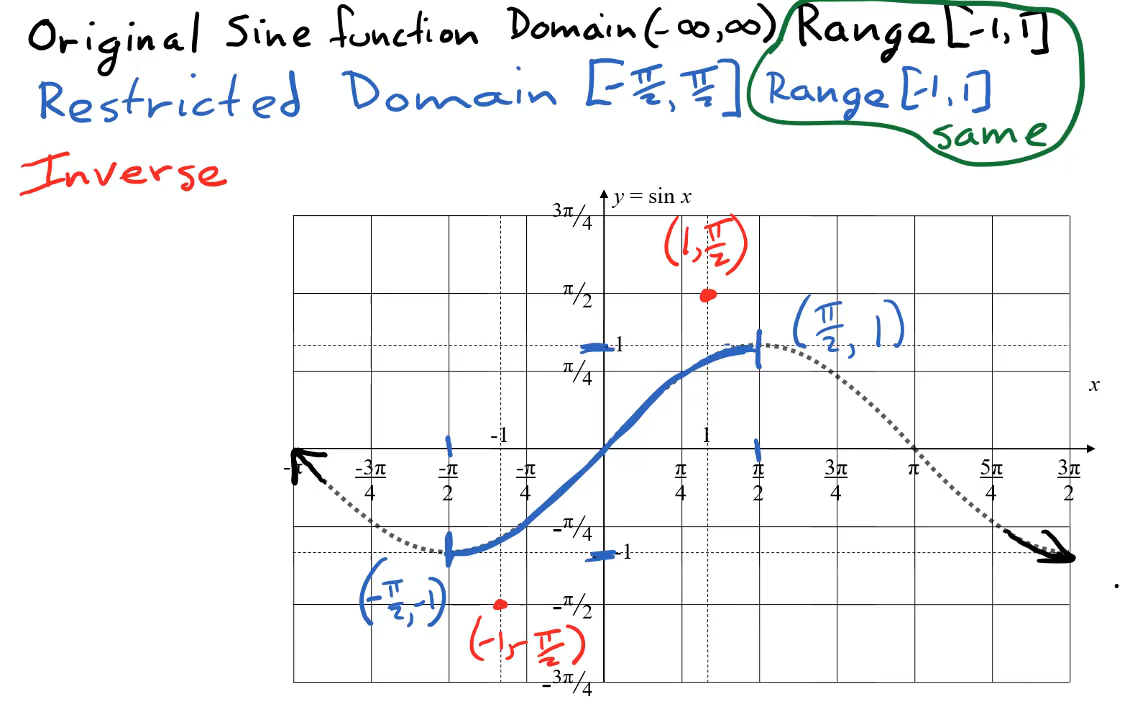 Original Sine function Domain (-∞,∞) Range [-1,1]
Restricted Domain [-π/2, π/2] Range [-1,1]
same
Inverse
y = sin x
3π/4
(1, π/2)
π/2
(π/2, 1)
1
π/4
x
-1 1
-π -3π/4 -π/2 -π/4 π/4 π/2 3π/4 π 5π/4 3π/2
-π/4
-1
(-π/2, -1)
-π/2
(-1, -π/2)
-3π/4